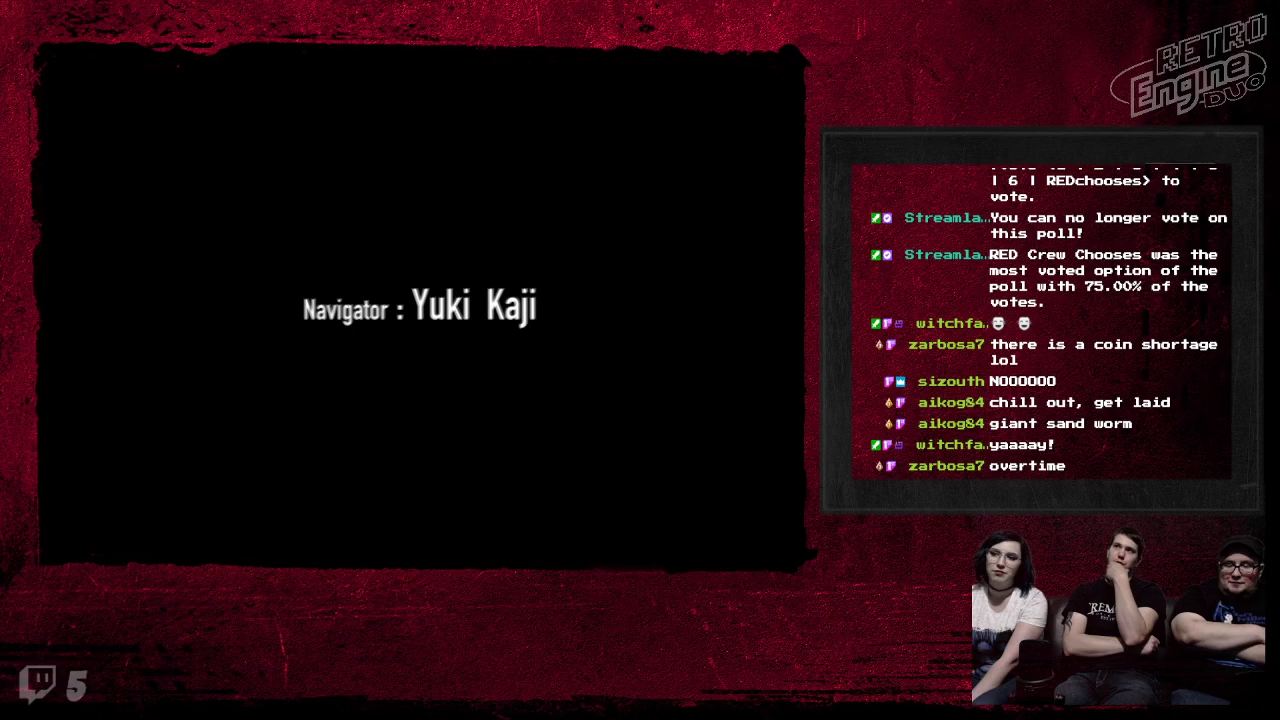 RETRO
Engine
DUO
Navigator : Yuki Kaji
| 6 | REDchooses> to
vote.
Streamla..You can no longer vote on
this poll!
Streamla..RED Crew Chooses was the
most voted option of the
poll with 75.00% of the
votes.
witchfa..
zarbosa7 there is a coin shortage
lol
sizouth NOOOOOO
aikog84 chill out, get laid
aikog84 giant sand worm
witchfa..yaaaay!
zarbosa7 overtime
5